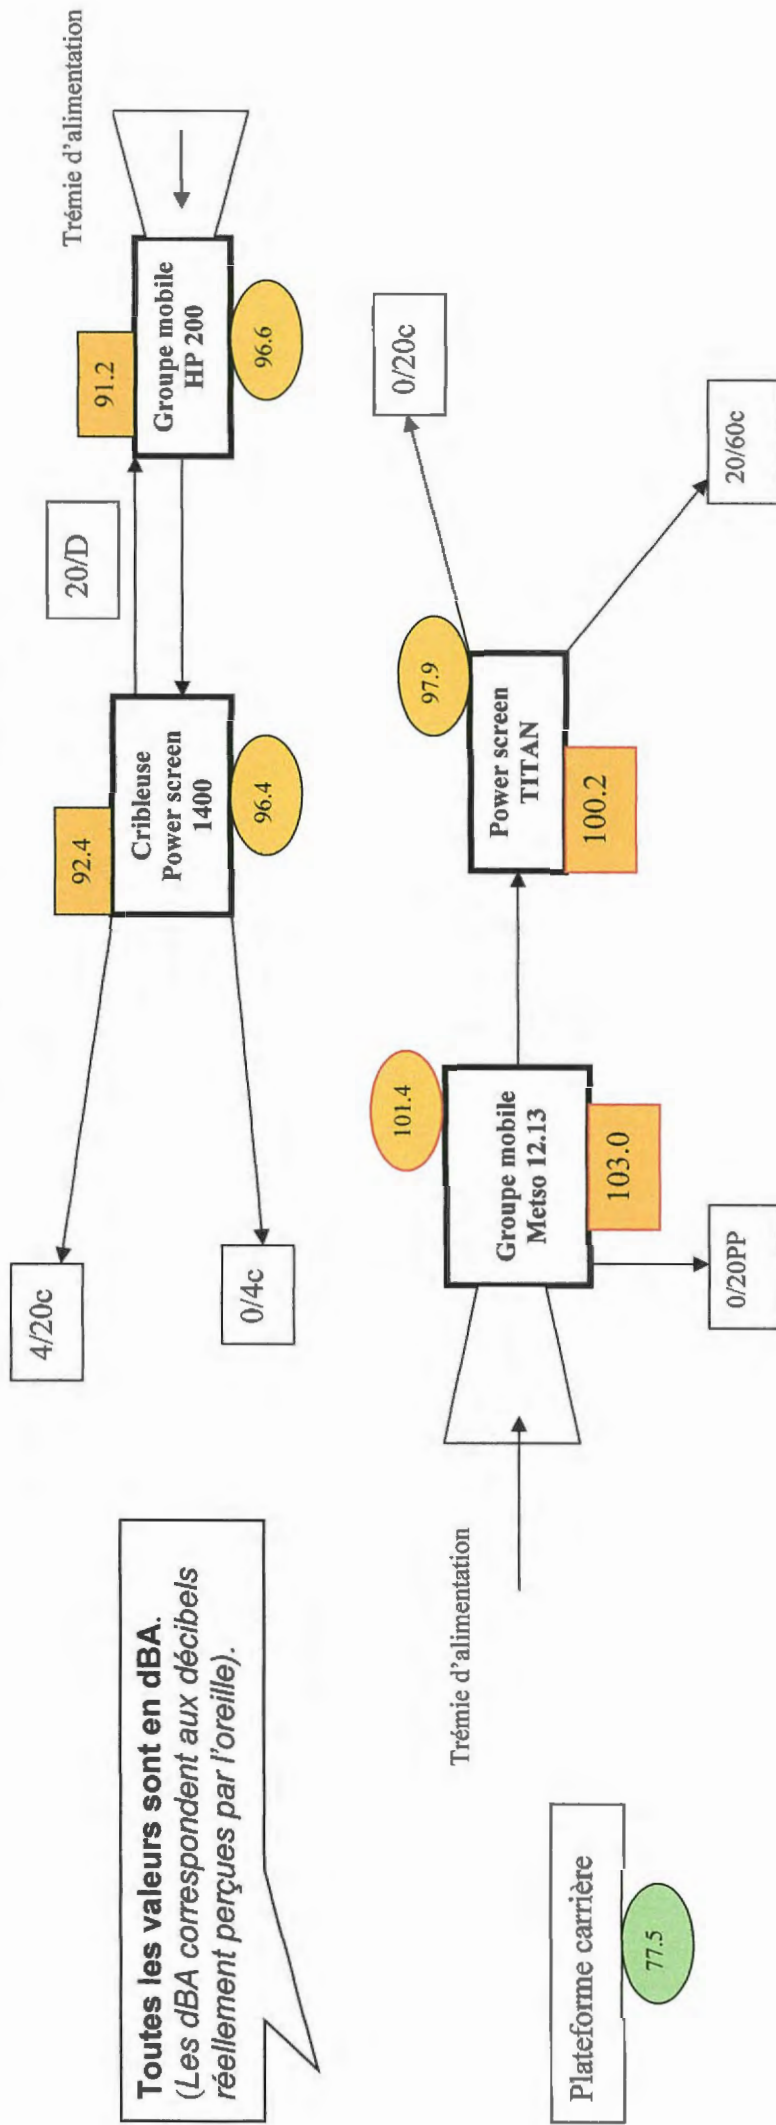 Toutes les valeurs sont en dBA.
(Les dBA correspondent aux décibels
réellement perçues par l'oreille).
4/20c
0/4c
92.4
Cribleuse
Power screen
1400
96.4
20/D
91.2
Groupe mobile
HP 200
96.6
Trémie d'alimentation
Plateforme carrière
77.5
Trémie d'alimentation
101.4
Groupe mobile
Metso 12.13
103.0
0/20PP
97.9
Power screen
TITAN
100.2
0/20c
20/60c